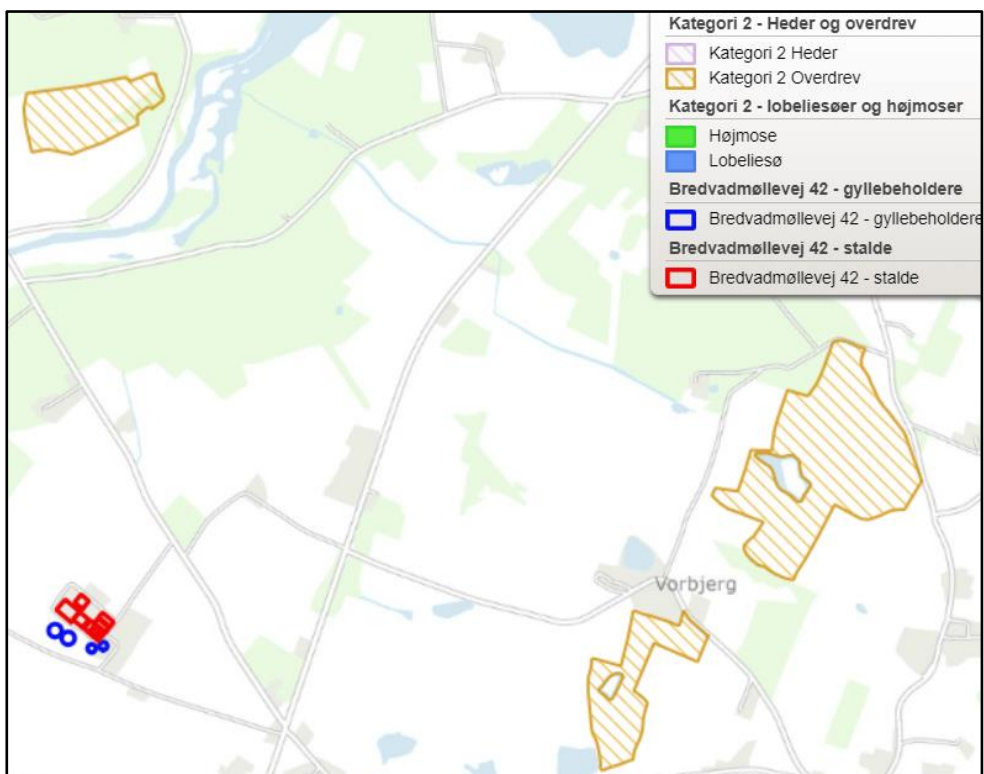 Kategori 2 - Heder og overdrev
Kategori 2 Heder
Kategori 2 Overdrev
Kategori 2 - lobeliesøer og højmoser
Højmose
Lobeliesø
Bredvadmøllevej 42 - gyllebeholdere
Bredvadmøllevej 42 - gyllebeholdere
Bredvadmøllevej 42 - stalde
Bredvadmøllevej 42 - stalde
Vorbjerg